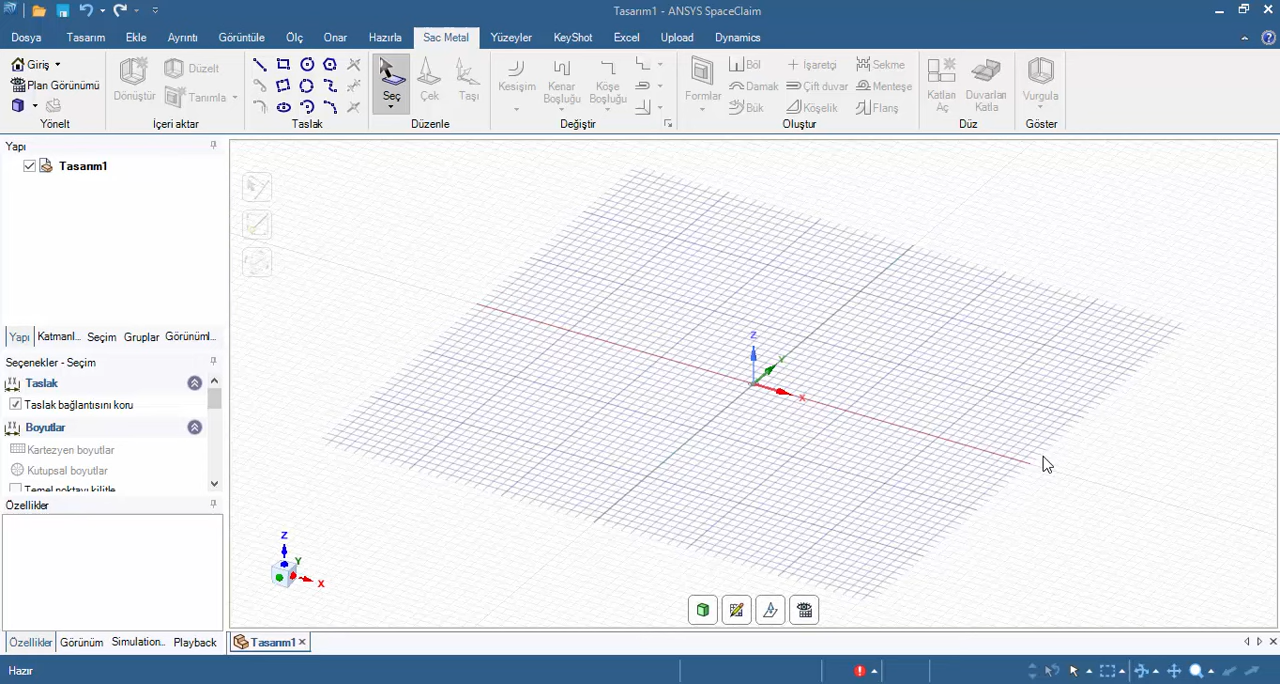 Tasarım1 - ANSYS SpaceClaim
Dosya Tasarım Ekle Ayrıntı Görüntüle Ölç Onar Hazırla Sac Metal Yüzeyler KeyShot Excel Upload Dynamics
Giriş
Plan Görünümü
Yönelt
Dönüştür
Düzelt
Tanımla
İçeri aktar
Taslak
Seç
Çek
Taşı
Düzenle
Kesişim
Kenar Boşluğu
Köşe Boşluğu
Değiştir
Formlar
Böl
Damak
Bük
İşaretçi
Çift duvar
Köşelik
Sekme
Menteşe
Flanş
Oluştur
Katlan Aç
Duvarları Katla
Düz
Vurgula
Göster
Yapı
Tasarım1
Yapı Katmanl... Seçim Gruplar Görünüml...
Seçenekler - Seçim
Taslak
Taslak bağlantısını koru
Boyutlar
Kartezyen boyutlar
Kutupsal boyutlar
Temel noktayı kilitle
Özellikler
Özellikler Görünüm Simulation.. Playback
Z
Y
X
Z
Y
X
Tasarım1
Hazır